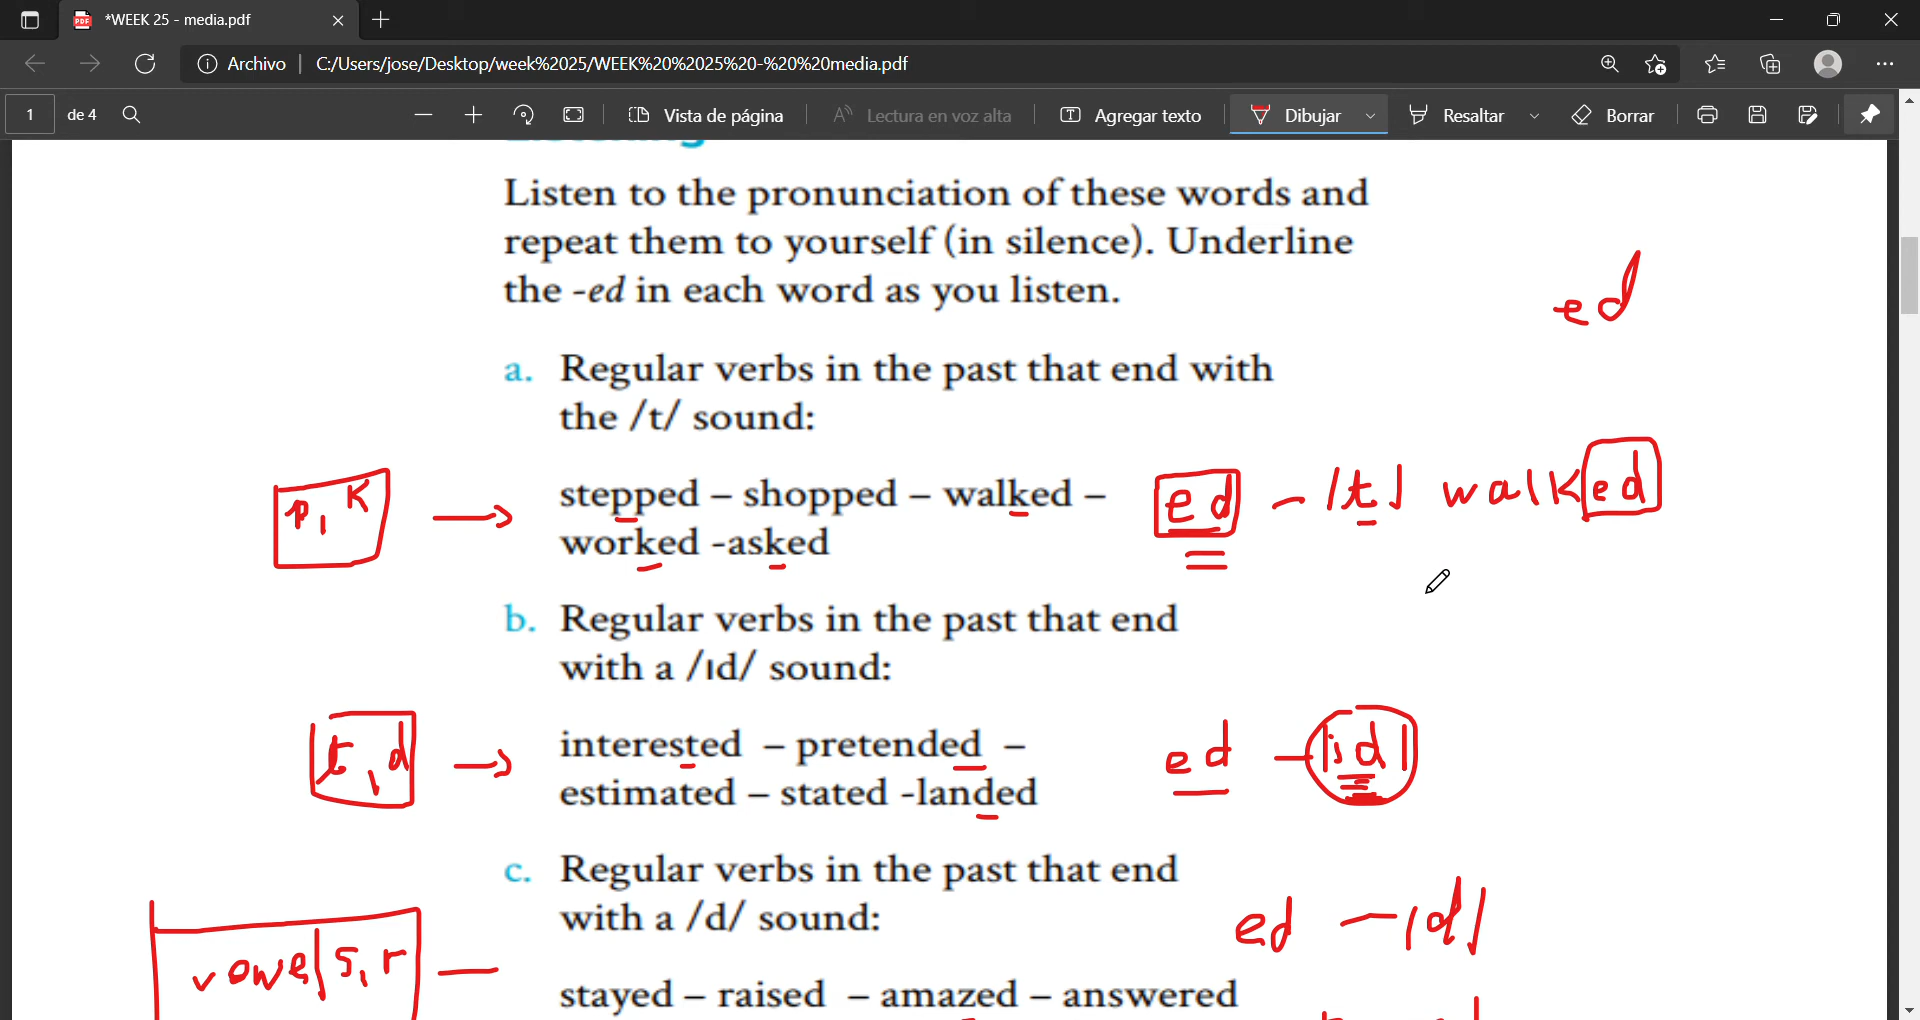 *WEEK 25 - media.pdf
Archivo | C:/Users/jose/Desktop/week%2025/WEEK%20%2025%20-%20%20media.pdf
1 de 4 Vista de página Lectura en voz alta Agregar texto Dibujar Resaltar Borrar
Listen to the pronunciation of these words and
repeat them to yourself (in silence). Underline
the -ed in each word as you listen.
ed
a. Regular verbs in the past that end with
the /t/ sound:
p, k → stepped – shopped – walked – ed - /t/ walked
worked -asked
b. Regular verbs in the past that end
with a /ıd/ sound:
t, d → interested – pretended – ed - |id|
estimated – stated -landed
c. Regular verbs in the past that end
with a /d/ sound: ed - /d/
vowels, r
stayed – raised – amazed – answered